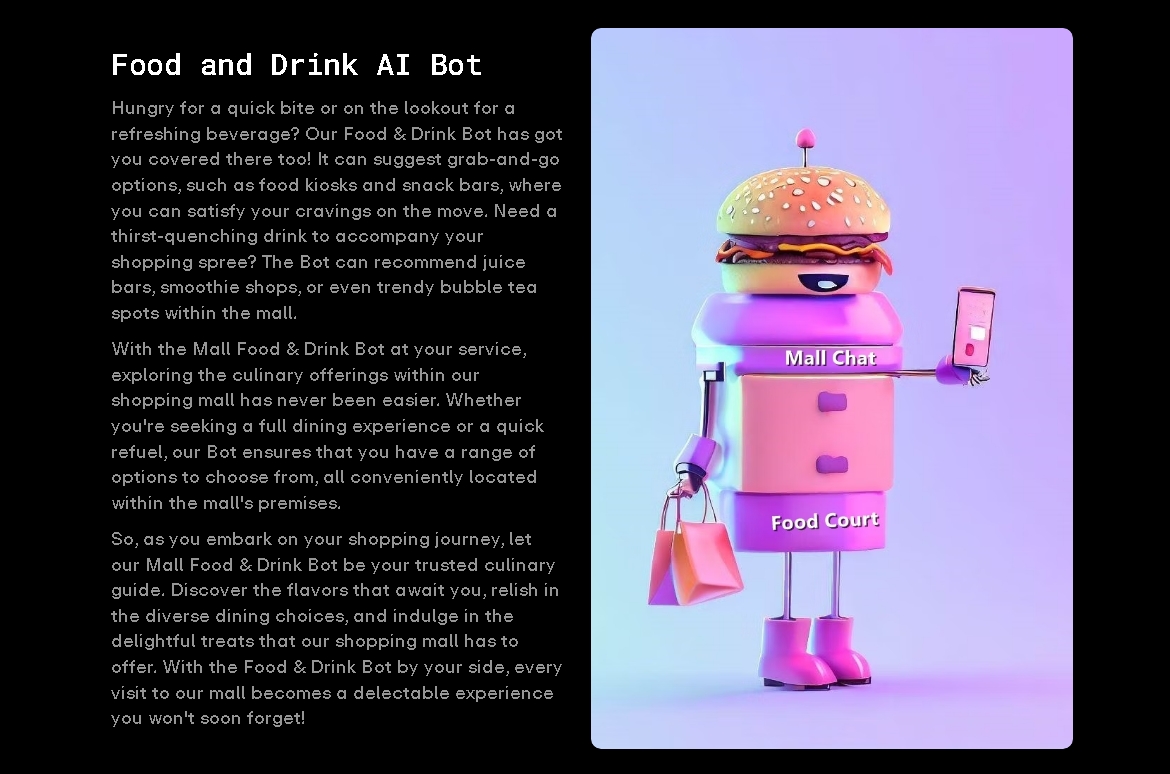 Food and Drink AI Bot
Hungry for a quick bite or on the lookout for a
refreshing beverage? Our Food & Drink Bot has got
you covered there too! It can suggest grab-and-go
options, such as food kiosks and snack bars, where
you can satisfy your cravings on the move. Need a
thirst-quenching drink to accompany your
shopping spree? The Bot can recommend juice
bars, smoothie shops, or even trendy bubble tea
spots within the mall.
With the Mall Food & Drink Bot at your service,
exploring the culinary offerings within our
shopping mall has never been easier. Whether
you're seeking a full dining experience or a quick
refuel, our Bot ensures that you have a range of
options to choose from, all conveniently located
within the mall's premises.
So, as you embark on your shopping journey, let
our Mall Food & Drink Bot be your trusted culinary
guide. Discover the flavors that await you, relish in
the diverse dining choices, and indulge in the
delightful treats that our shopping mall has to
offer. With the Food & Drink Bot by your side, every
visit to our mall becomes a delectable experience
you won't soon forget!
Mall Chat
Food Court